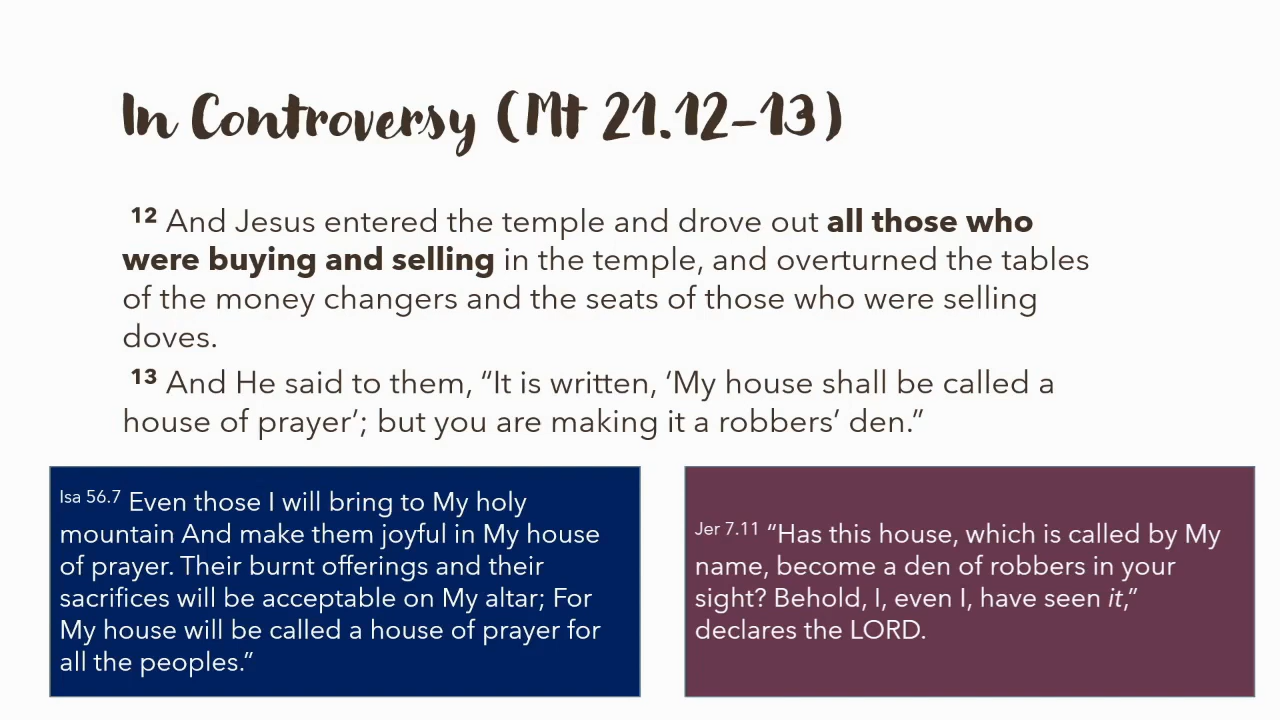 In Controversy (Mt 21.12-13)
12 And Jesus entered the temple and drove out all those who
were buying and selling in the temple, and overturned the tables
of the money changers and the seats of those who were selling
doves.
13 And He said to them, “It is written, ‘My house shall be called a
house of prayer’; but you are making it a robbers’ den.”
Isa 56.7 Even those I will bring to My holy
mountain And make them joyful in My house
of prayer. Their burnt offerings and their
sacrifices will be acceptable on My altar; For
My house will be called a house of prayer for
all the peoples.”
Jer 7.11 “Has this house, which is called by My
name, become a den of robbers in your
sight? Behold, I, even I, have seen it,”
declares the LORD.